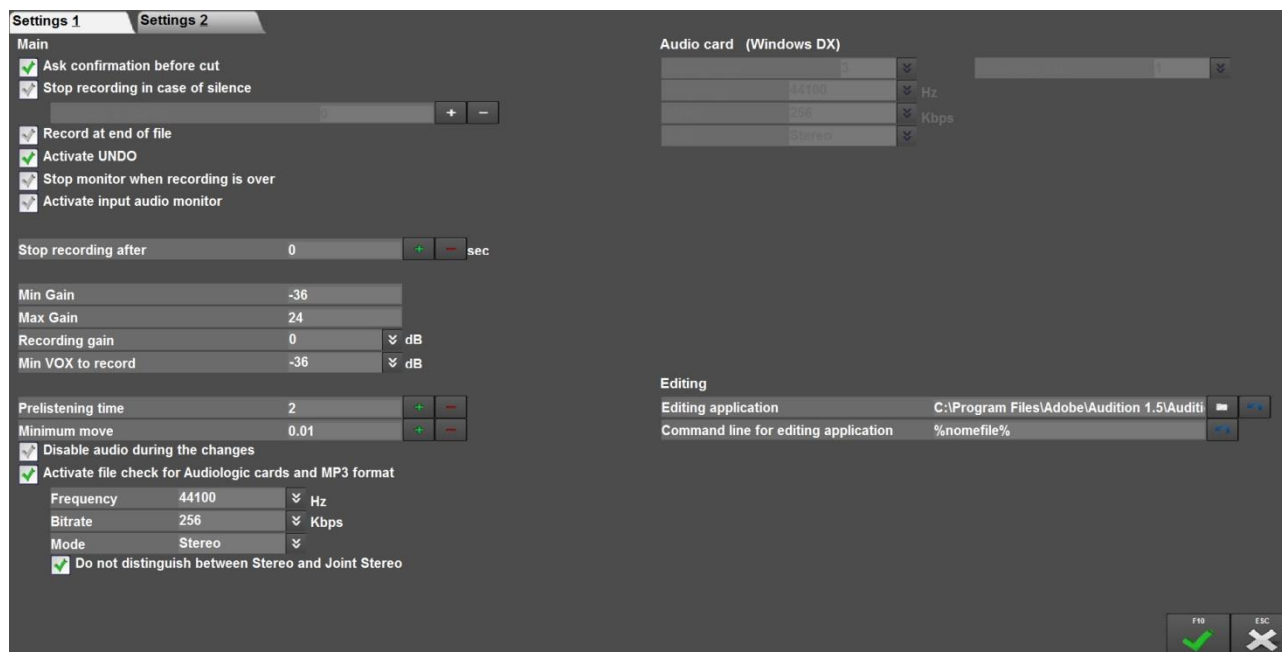 Settings 1 Settings 2
Main
Ask confirmation before cut
Stop recording in case of silence
0 + −
Record at end of file
Activate UNDO
Stop monitor when recording is over
Activate input audio monitor
Stop recording after 0 + − sec
Min Gain -36
Max Gain 24
Recording gain 0 dB
Min VOX to record -36 dB
Prelistening time 2 + −
Minimum move 0.01 + −
Disable audio during the changes
Activate file check for Audiologic cards and MP3 format
Frequency 44100 Hz
Bitrate 256 Kbps
Mode Stereo
Do not distinguish between Stereo and Joint Stereo
Audio card (Windows DX)
3 1
44100 Hz
256 Kbps
Stereo
Editing
Editing application C:\Program Files\Adobe\Audition 1.5\Auditi
Command line for editing application %nomefile%
F10 ESC